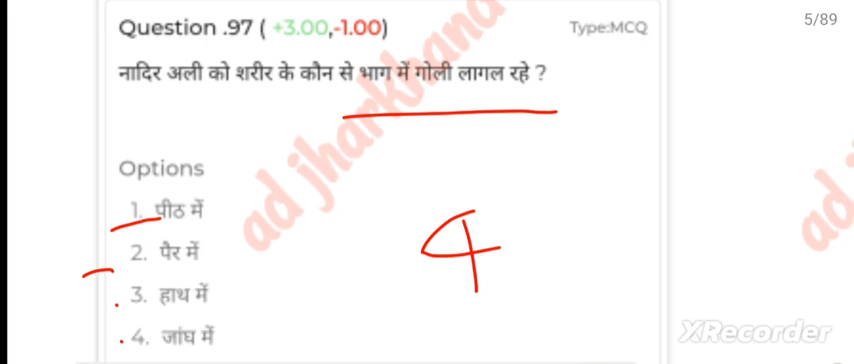 Question .97 ( +3.00,-1.00)
Type:MCQ
5/89
नादिर अली को शरीर के कौन से भाग में गोली लागल रहे ?
Options
1. पीठ में
2. पैर में
3. हाथ में
4. जांघ में
4
ad jharkhand
ad
XRecorder